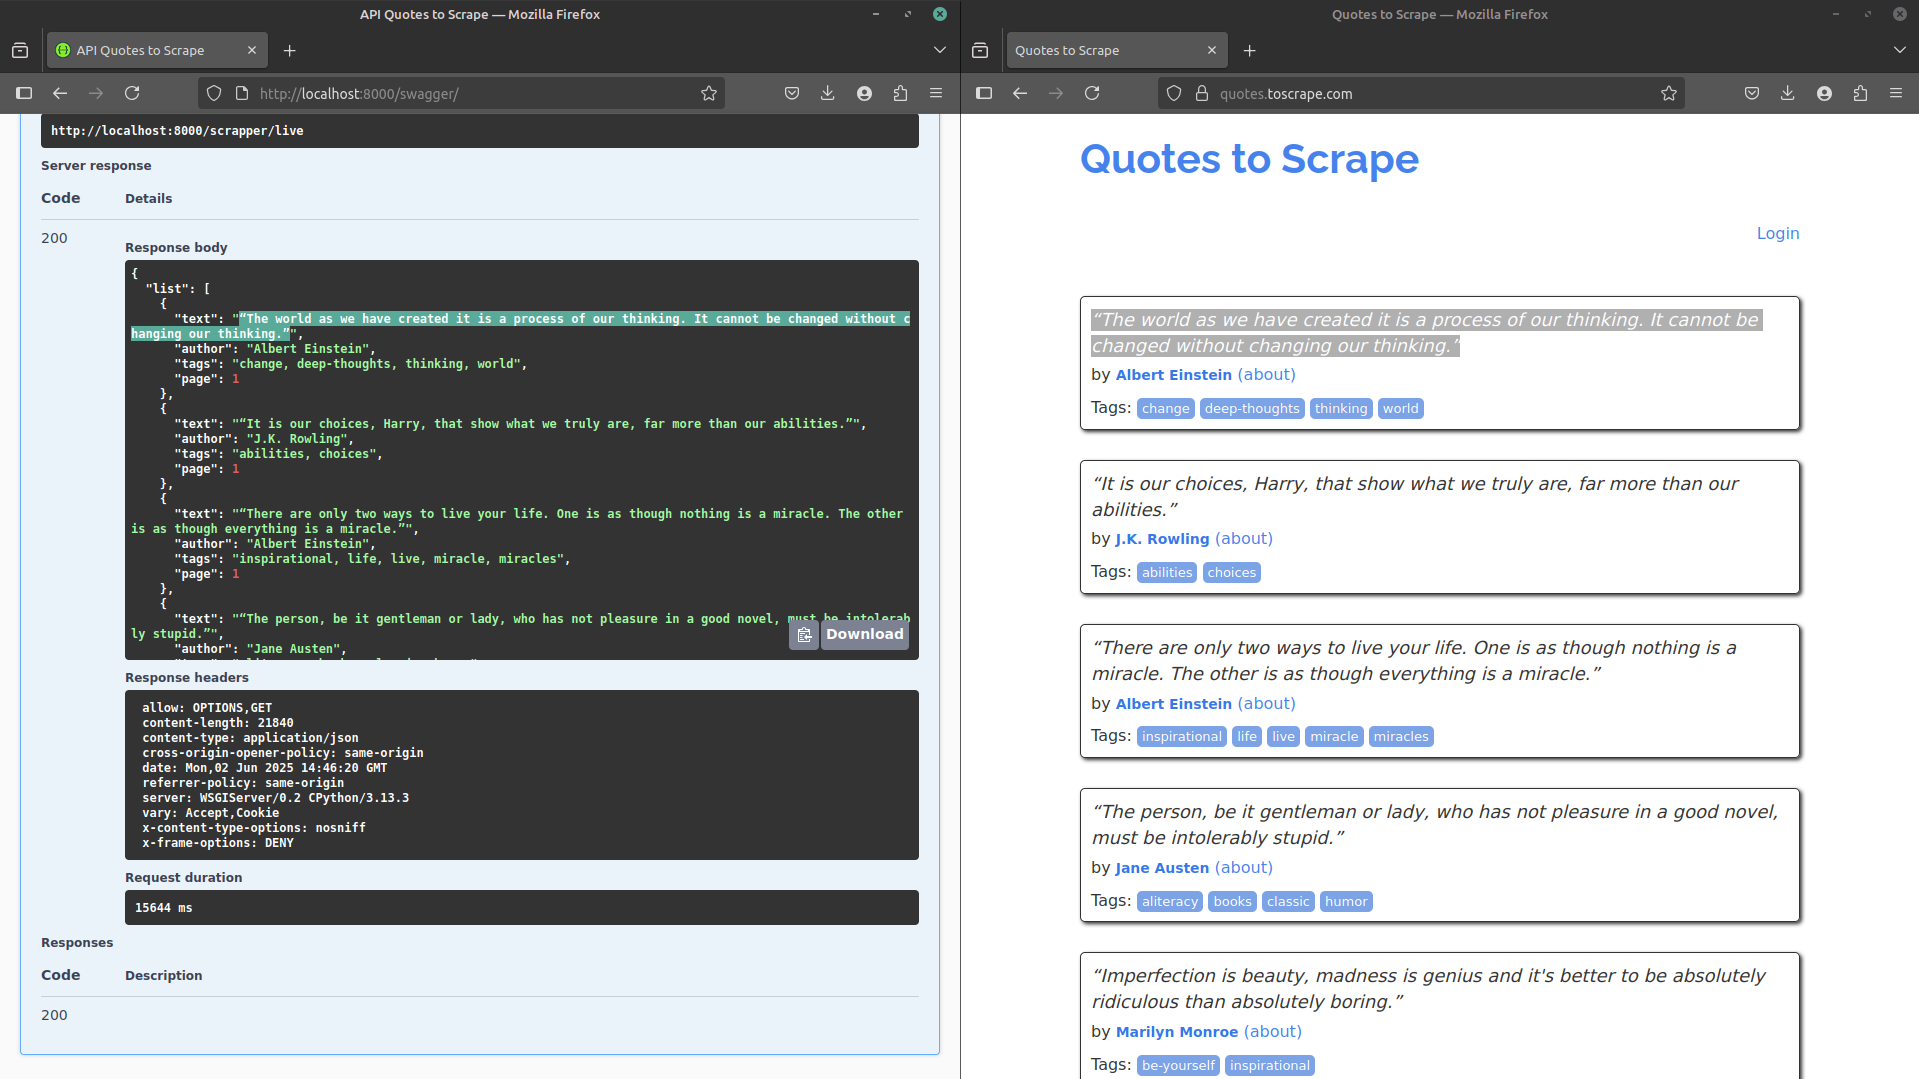 API Quotes to Scrape — Mozilla Firefox
API Quotes to Scrape
http://localhost:8000/swagger/
http://localhost:8000/scrapper/live
Server response
Code Details
200
Response body
{
"list": [
{
"text": "“The world as we have created it is a process of our thinking. It cannot be changed without c
hanging our thinking.”",
"author": "Albert Einstein",
"tags": "change, deep-thoughts, thinking, world",
"page": 1
},
{
"text": "“It is our choices, Harry, that show what we truly are, far more than our abilities.”",
"author": "J.K. Rowling",
"tags": "abilities, choices",
"page": 1
},
{
"text": "“There are only two ways to live your life. One is as though nothing is a miracle. The other
is as though everything is a miracle.”",
"author": "Albert Einstein",
"tags": "inspirational, life, live, miracle, miracles",
"page": 1
},
{
"text": "“The person, be it gentleman or lady, who has not pleasure in a good novel, must be intolerab
ly stupid.”",
"author": "Jane Austen",
Download
Response headers
allow: OPTIONS,GET
content-length: 21840
content-type: application/json
cross-origin-opener-policy: same-origin
date: Mon,02 Jun 2025 14:46:20 GMT
referrer-policy: same-origin
server: WSGIServer/0.2 CPython/3.13.3
vary: Accept,Cookie
x-content-type-options: nosniff
x-frame-options: DENY
Request duration
15644 ms
Responses
Code Description
200
Quotes to Scrape — Mozilla Firefox
Quotes to Scrape
quotes.toscrape.com
Quotes to Scrape
Login
“The world as we have created it is a process of our thinking. It cannot be
changed without changing our thinking.”
by Albert Einstein (about)
Tags: change deep-thoughts thinking world
“It is our choices, Harry, that show what we truly are, far more than our
abilities.”
by J.K. Rowling (about)
Tags: abilities choices
“There are only two ways to live your life. One is as though nothing is a
miracle. The other is as though everything is a miracle.”
by Albert Einstein (about)
Tags: inspirational life live miracle miracles
“The person, be it gentleman or lady, who has not pleasure in a good novel,
must be intolerably stupid.”
by Jane Austen (about)
Tags: aliteracy books classic humor
“Imperfection is beauty, madness is genius and it's better to be absolutely
ridiculous than absolutely boring.”
by Marilyn Monroe (about)
Tags: be-yourself inspirational